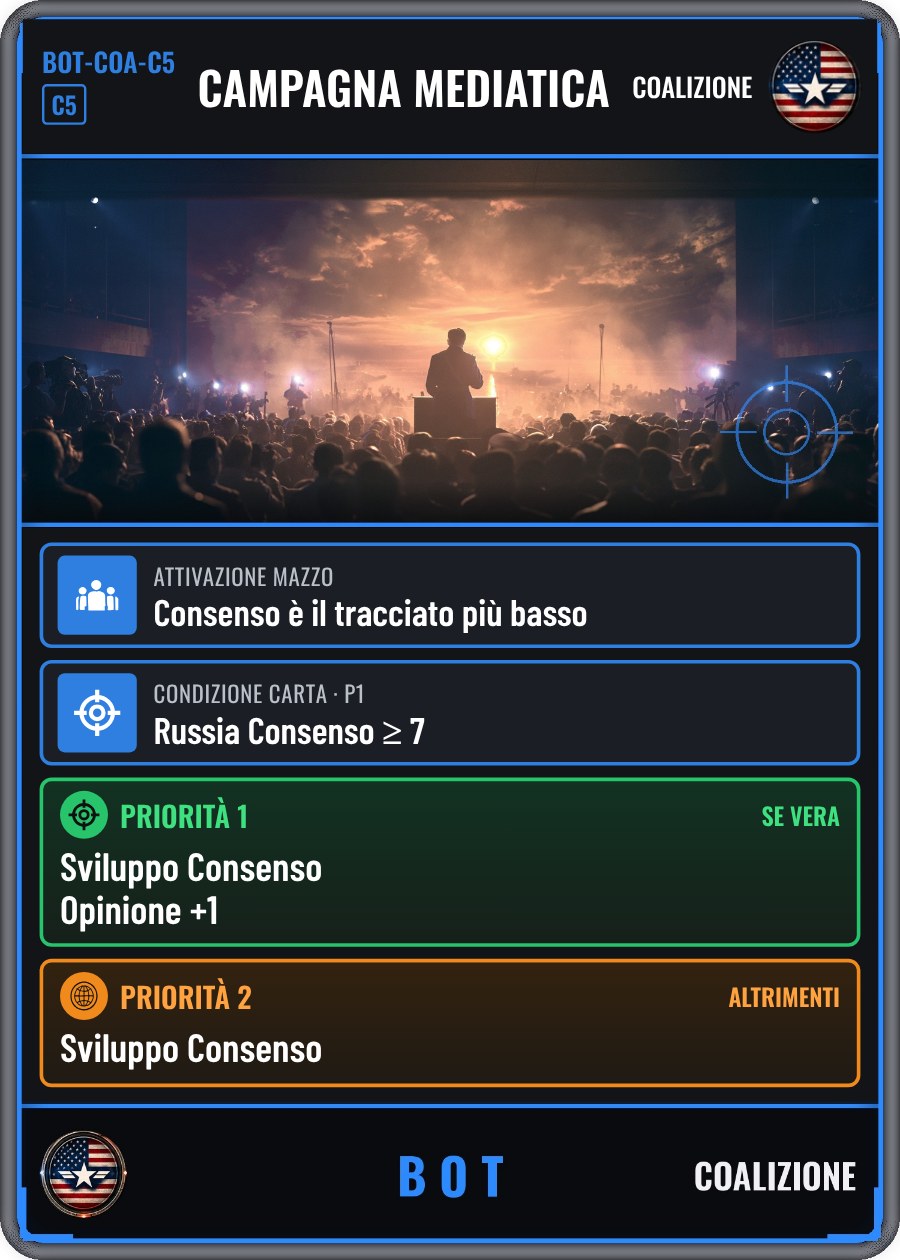 BOT-COA-C5
C5
CAMPAGNA MEDIATICA
COALIZIONE
ATTIVAZIONE MAZZO
Consenso è il tracciato più basso
CONDIZIONE CARTA · P1
Russia Consenso ≥ 7
PRIORITÀ 1
SE VERA
Sviluppo Consenso
Opinione +1
PRIORITÀ 2
ALTRIMENTI
Sviluppo Consenso
BOT
COALIZIONE